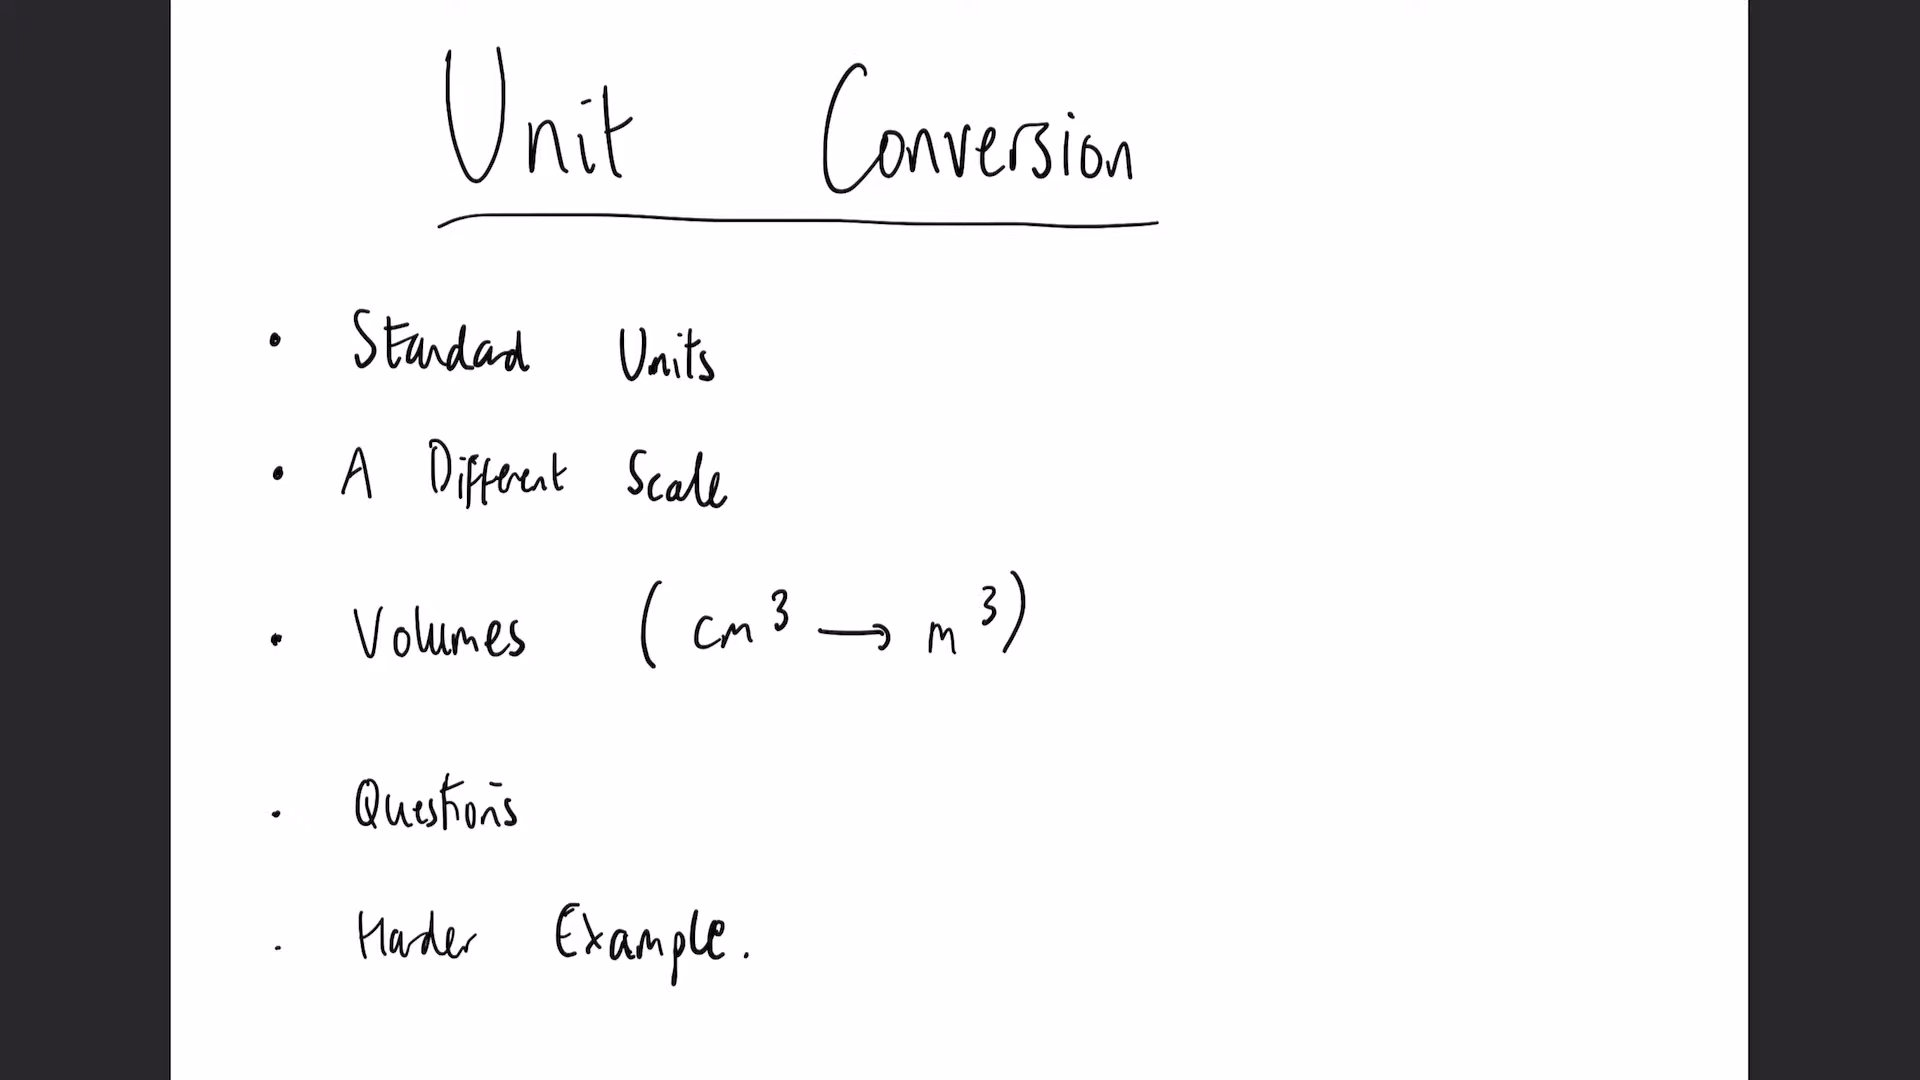 Unit Conversion
• Standard Units
• A Different Scale
• Volumes (cm³ → m³)
• Questions
• Harder Example.